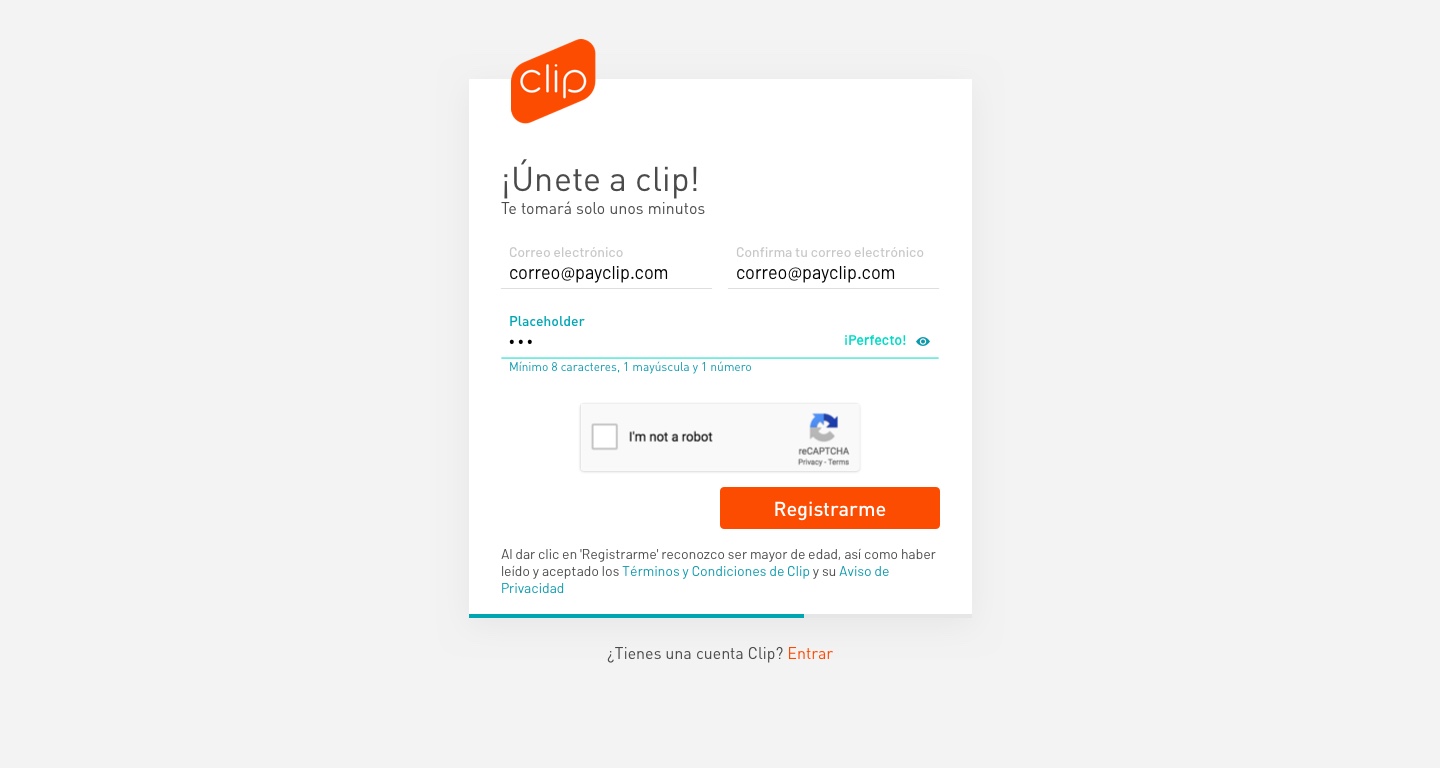 clip
¡Únete a clip!
Te tomará solo unos minutos
Correo electrónico
Confirma tu correo electrónico
correo@payclip.com
correo@payclip.com
Placeholder
•••
¡Perfecto!
Mínimo 8 caracteres, 1 mayúscula y 1 número
I'm not a robot
reCAPTCHA
Privacy - Terms
Registrarme
Al dar clic en 'Registrarme' reconozco ser mayor de edad, así como haber
leído y aceptado los Términos y Condiciones de Clip y su Aviso de
Privacidad
¿Tienes una cuenta Clip? Entrar